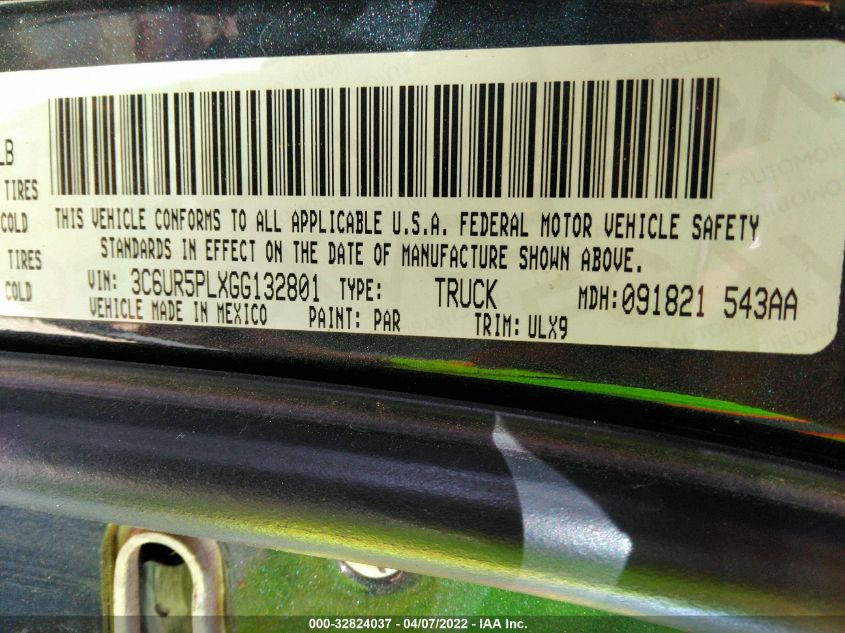 LB
TIRES
COLD
TIRES
COLD
THIS VEHICLE CONFORMS TO ALL APPLICABLE U.S.A. FEDERAL MOTOR VEHICLE SAFETY
STANDARDS IN EFFECT ON THE DATE OF MANUFACTURE SHOWN ABOVE.
VIN: 3C6UR5PLXGG132801 TYPE: TRUCK MDH:091821 543AA
VEHICLE MADE IN MEXICO PAINT: PAR TRIM: ULX9
000-32824037 - 04/07/2022 - IAA Inc.